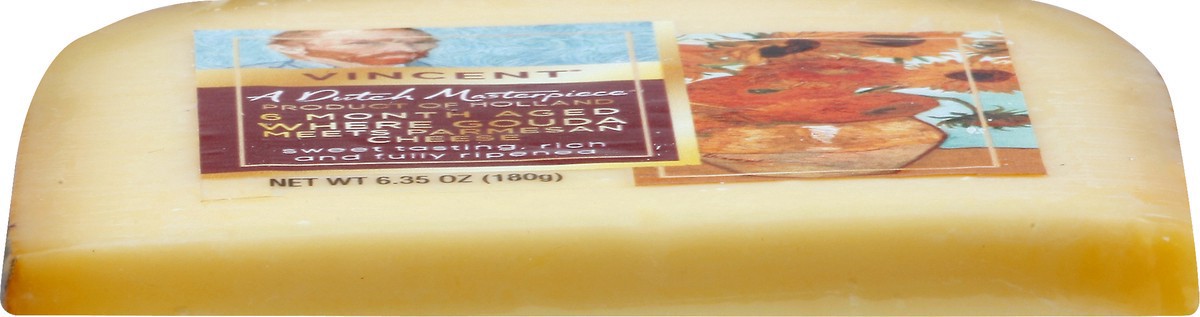 VINCENT™
A Dutch Masterpiece
PRODUCT OF HOLLAND
6 MONTH AGED
WHERE GOUDA
MEETS PARMESAN
CHEESE
sweet tasting, rich
and fully ripened
NET WT 6.35 OZ (180g)